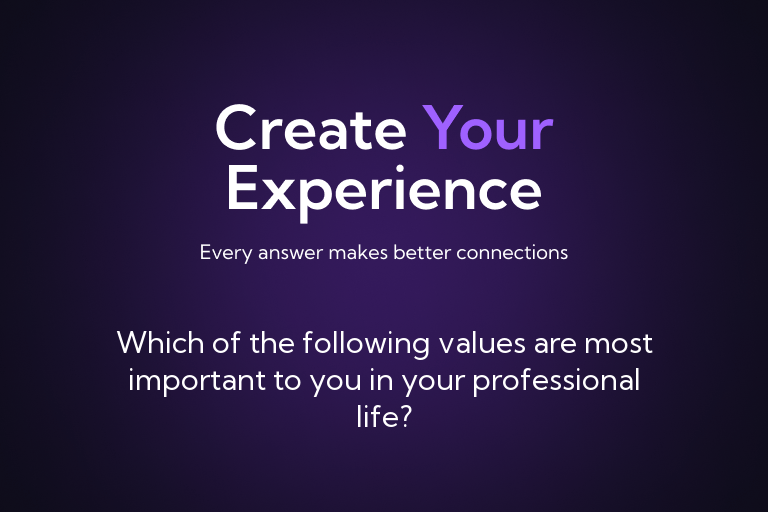 Create Your
Experience
Every answer makes better connections
Which of the following values are most
important to you in your professional
life?